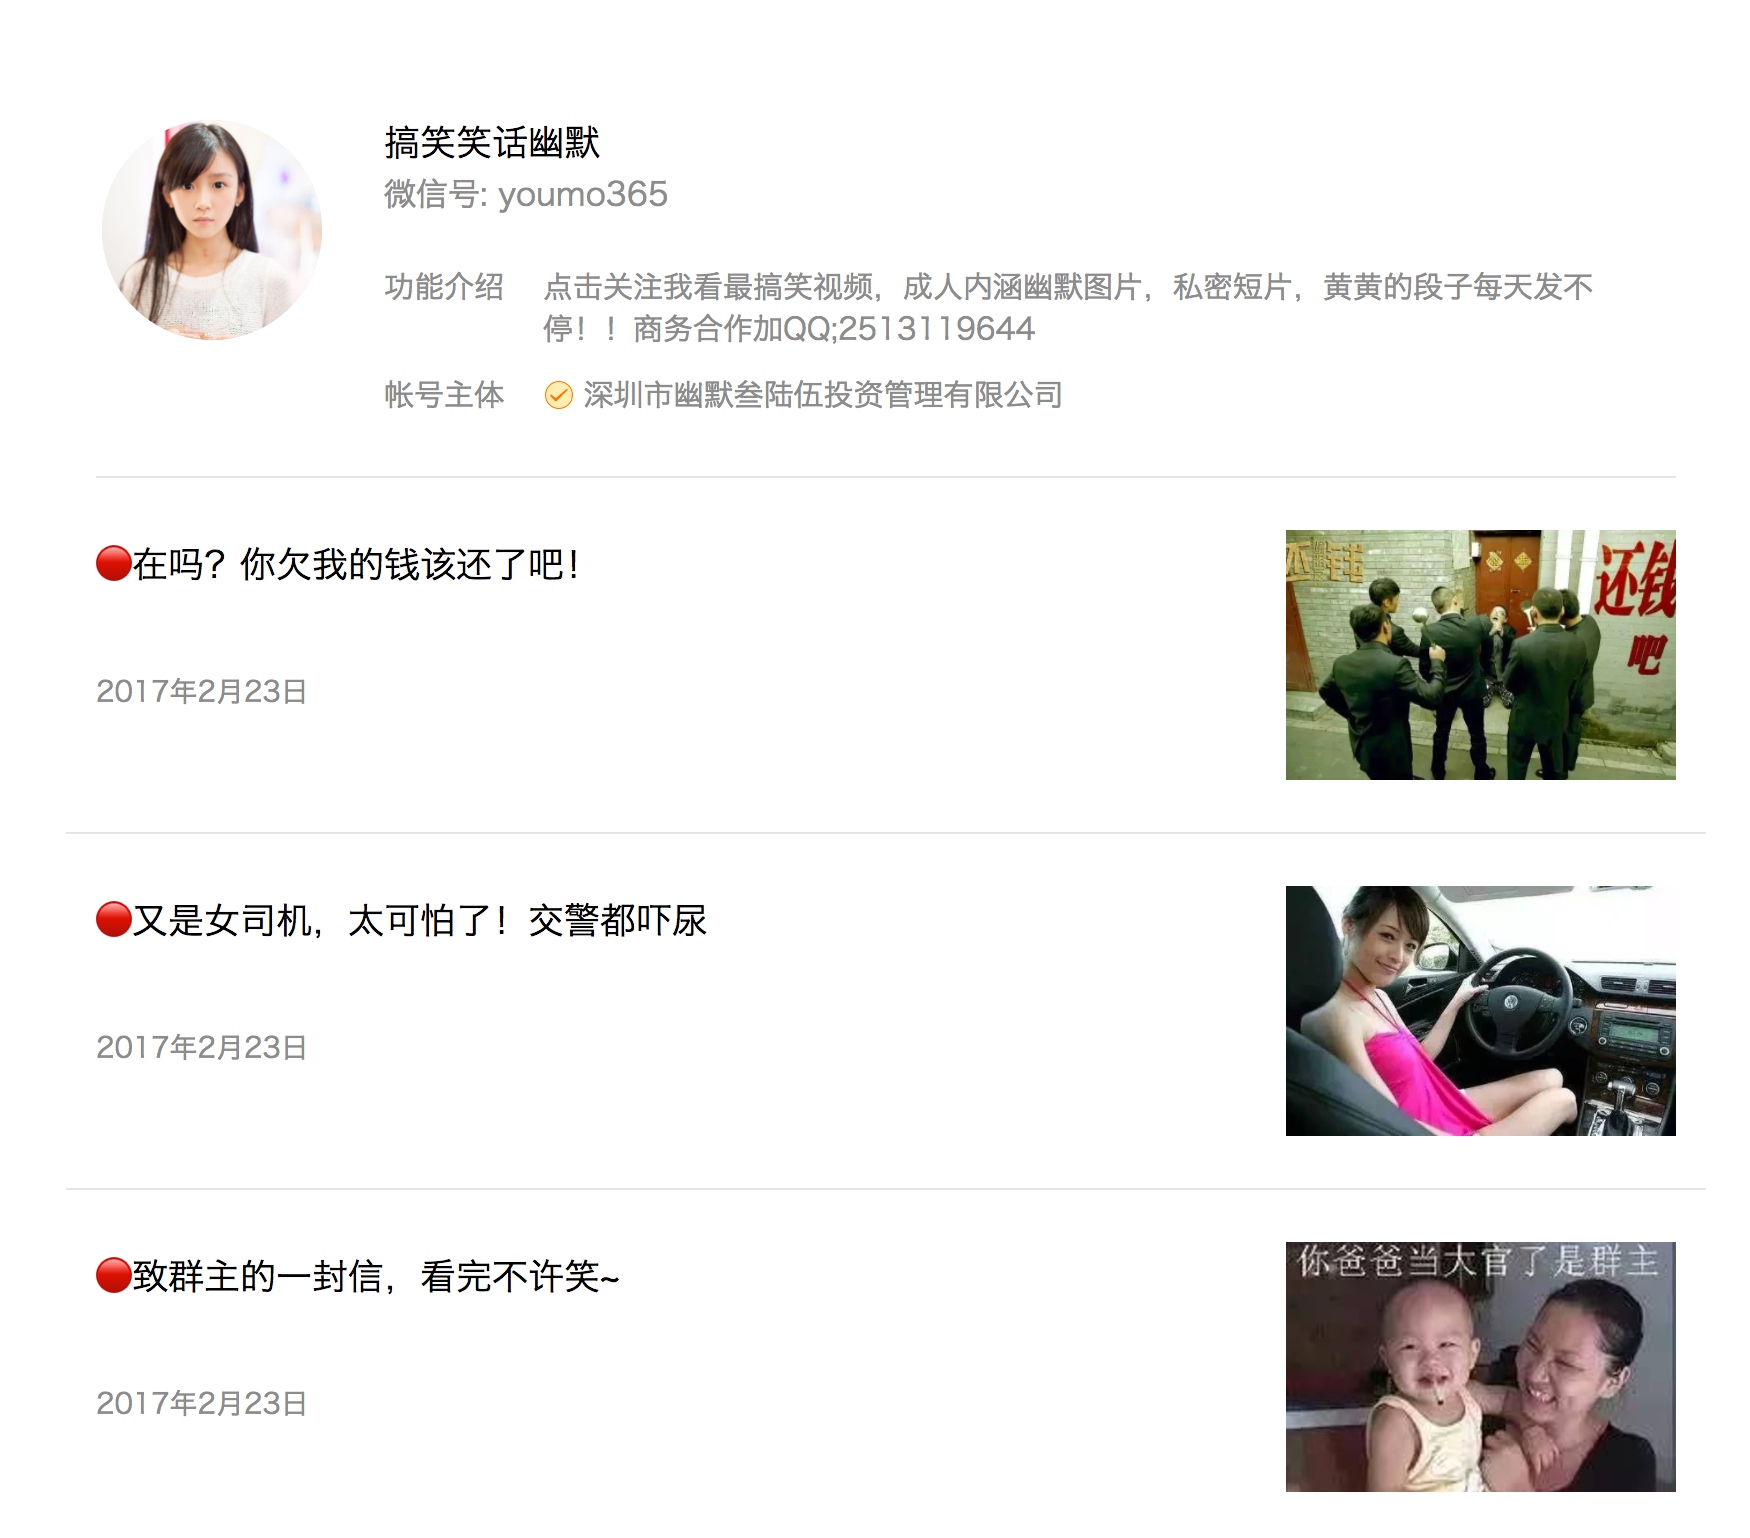 搞笑笑话幽默
微信号: youmo365
功能介绍 点击关注我看最搞笑视频，成人内涵幽默图片，私密短片，黄黄的段子每天发不
停！！商务合作加QQ;2513119644
帐号主体 深圳市幽默叁陆伍投资管理有限公司
在吗？你欠我的钱该还了吧！
2017年2月23日
还钱
吧
又是女司机，太可怕了！交警都吓尿
2017年2月23日
致群主的一封信，看完不许笑~
2017年2月23日
你爸爸当大官了是群主